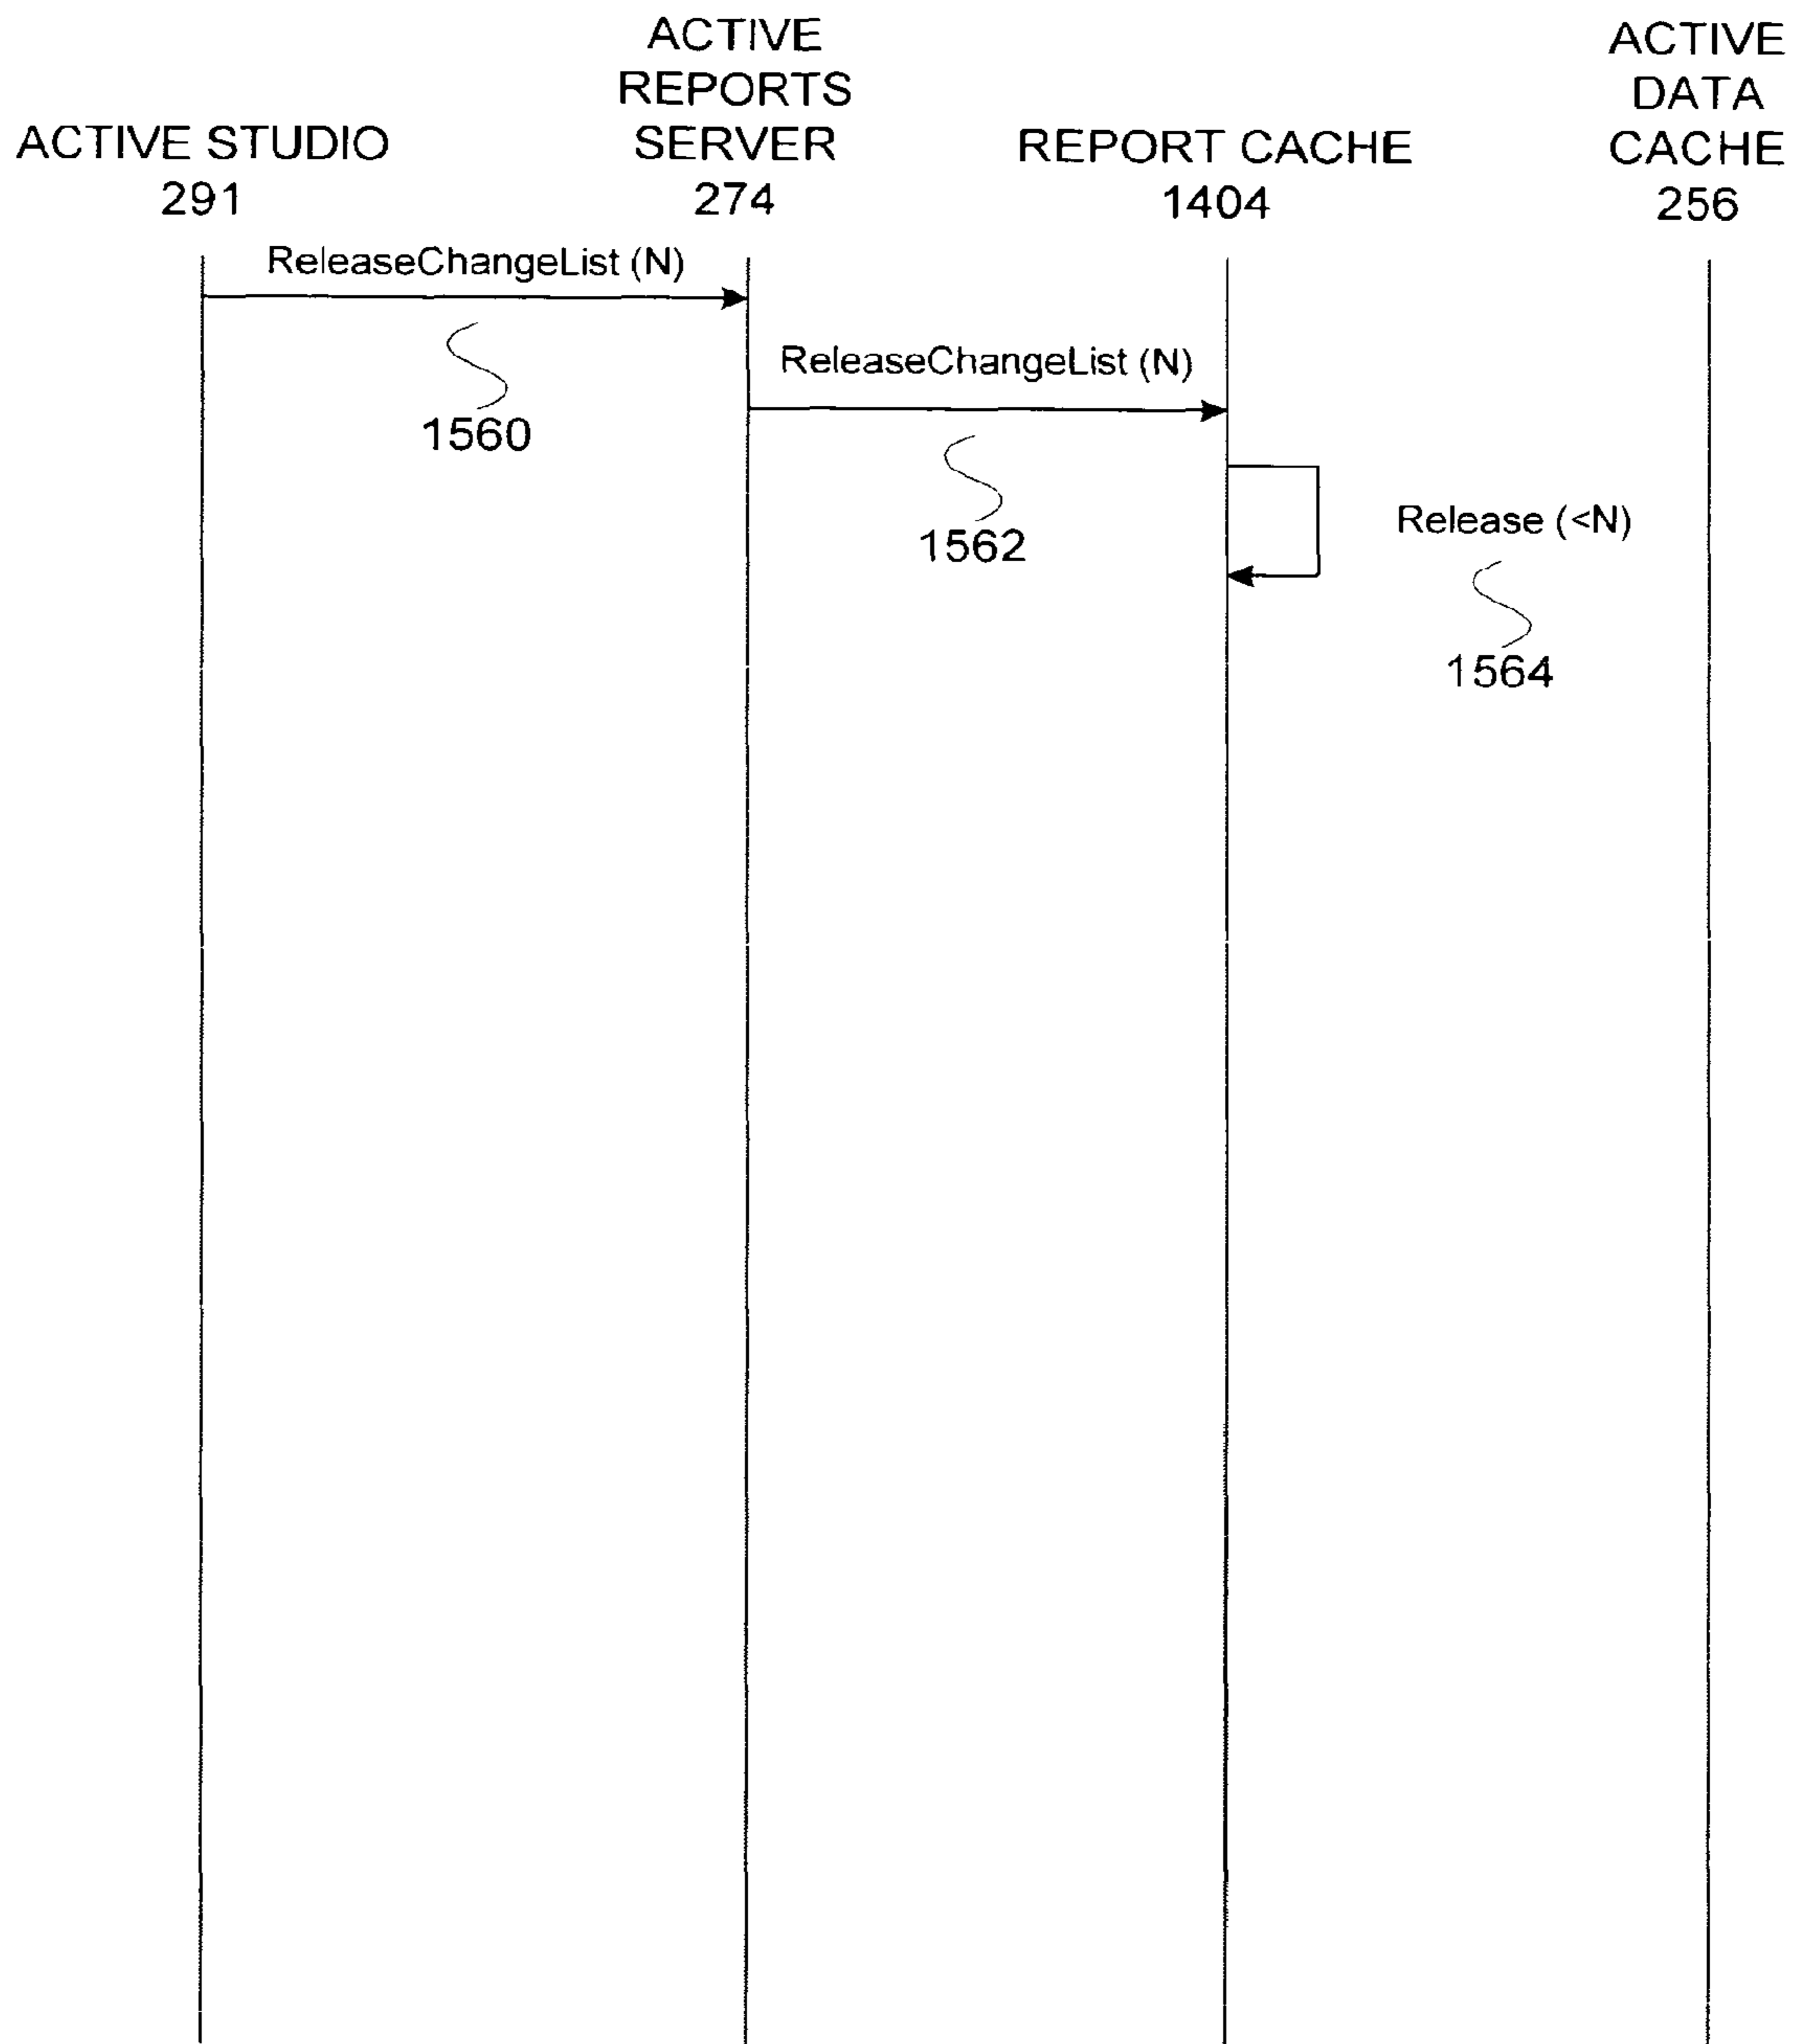 ACTIVE STUDIO
291
ACTIVE
REPORTS
SERVER
274
REPORT CACHE
1404
ACTIVE
DATA
CACHE
256
ReleaseChangeList (N)
1560
ReleaseChangeList (N)
1562
Release (<N)
1564